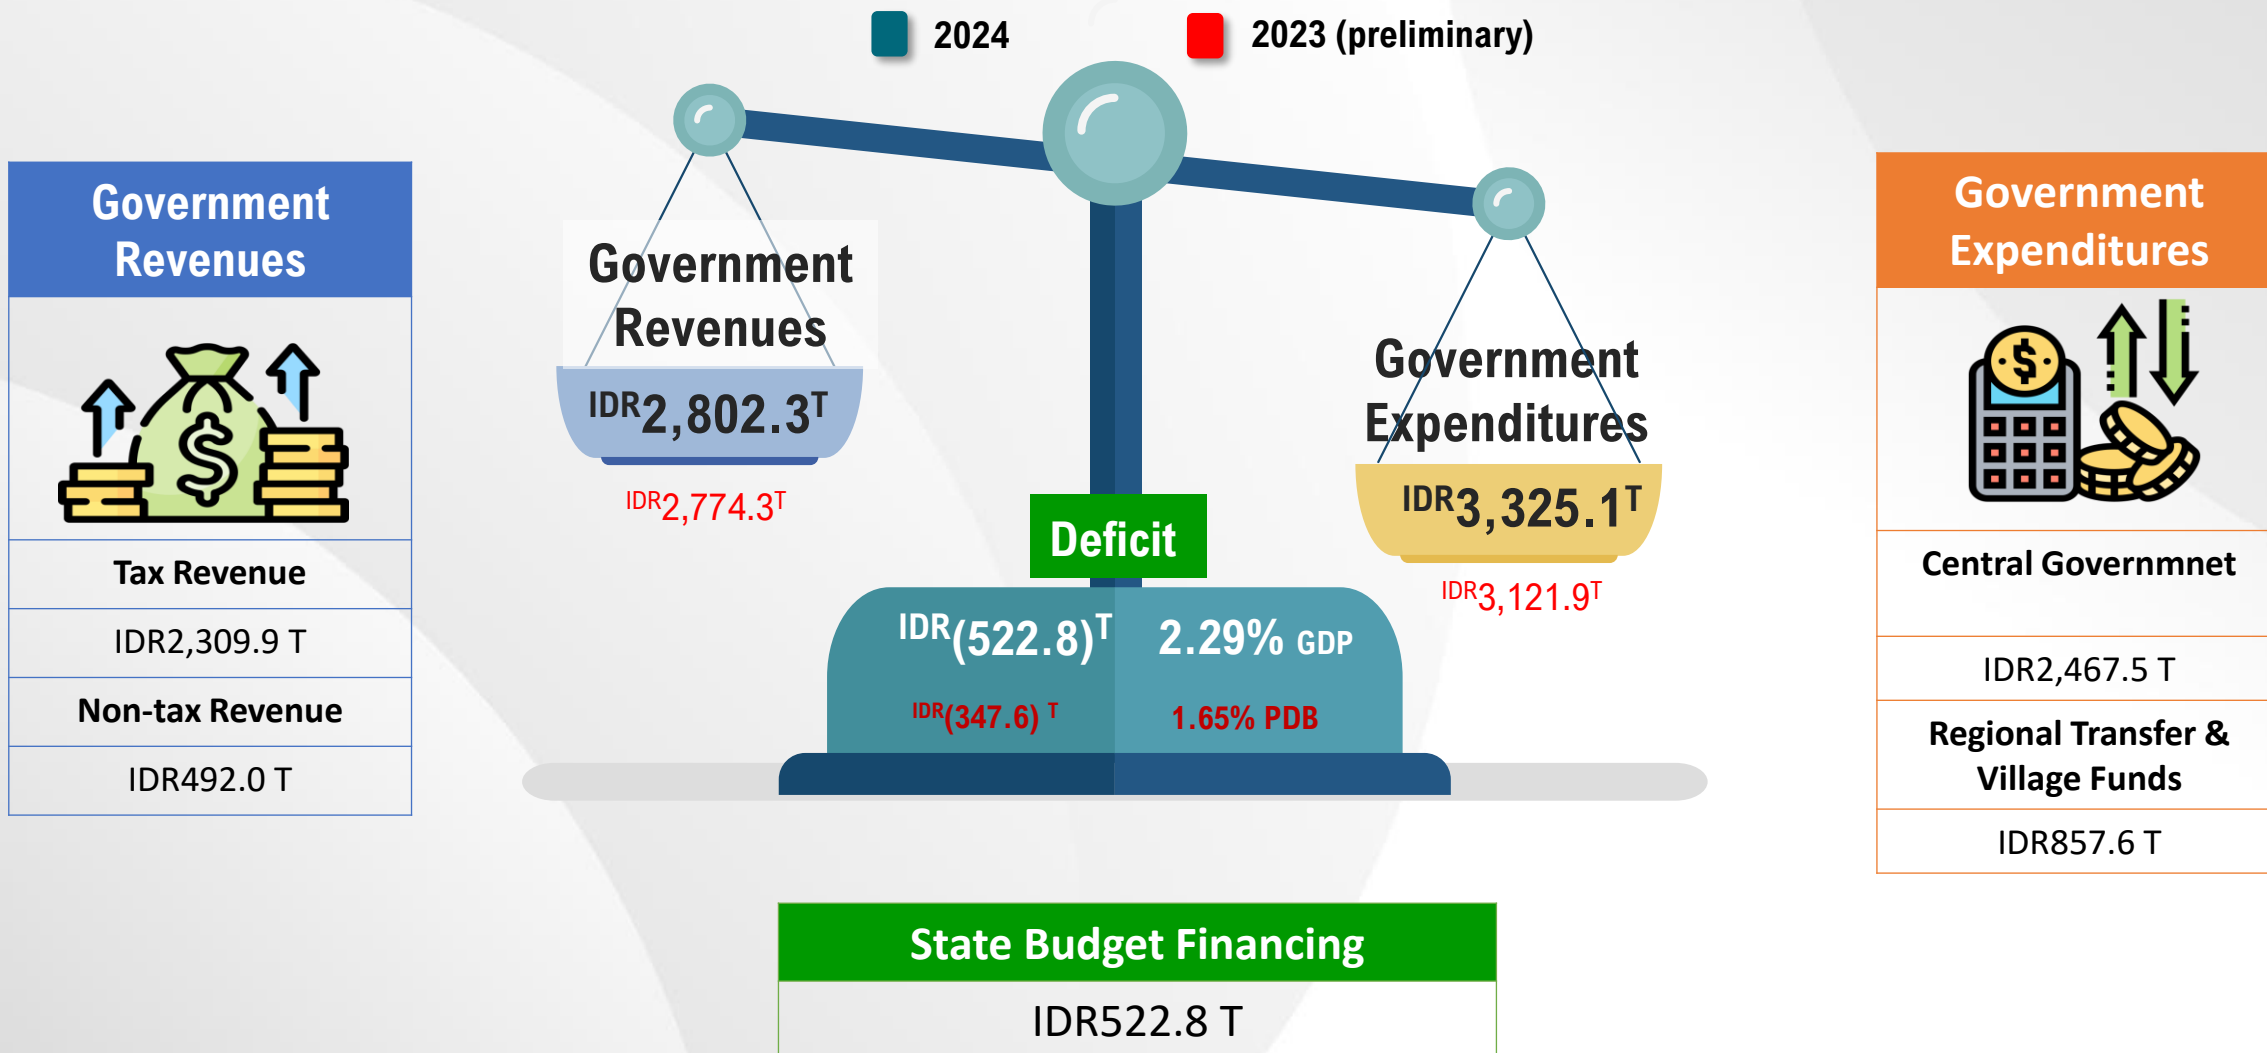 2024
2023 (preliminary)
Government
Revenues
Tax Revenue
IDR2,309.9 T
Non-tax Revenue
IDR492.0 T
Government
Revenues
IDR2,802.3T
IDR2,774.3T
Deficit
IDR(522.8)T
2.29% GDP
IDR(347.6) T
1.65% PDB
Government
Expenditures
IDR3,325.1T
IDR3,121.9T
Government
Expenditures
Central Governmnet
IDR2,467.5 T
Regional Transfer &
Village Funds
IDR857.6 T
State Budget Financing
IDR522.8 T